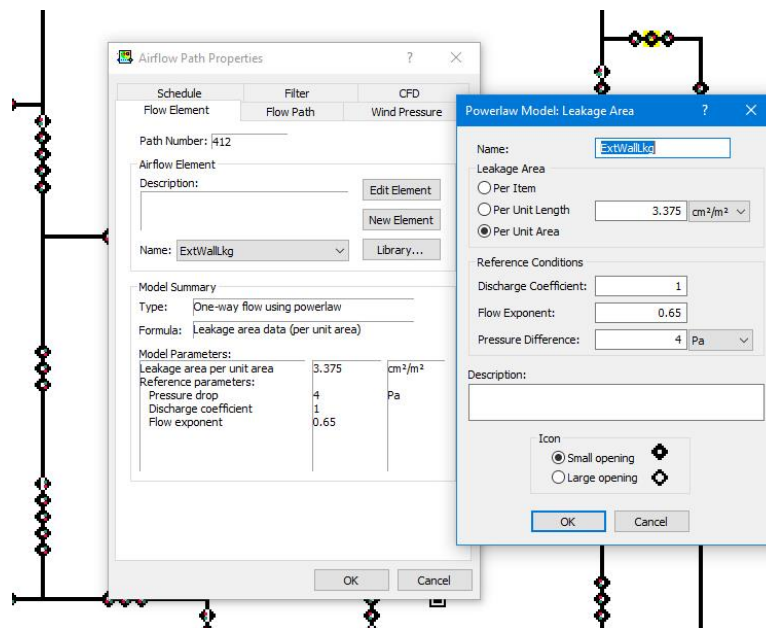 Airflow Path Properties
Schedule Filter CFD
Flow Element Flow Path Wind Pressure
Path Number: 412
Airflow Element
Description:
Edit Element
New Element
Name: ExtWallLkg Library...
Model Summary
Type: One-way flow using powerlaw
Formula: Leakage area data (per unit area)
Model Parameters:
Leakage area per unit area 3.375 cm²/m²
Reference parameters:
Pressure drop 4 Pa
Discharge coefficient 1
Flow exponent 0.65
OK Cancel
Powerlaw Model: Leakage Area
Name: ExtWallLkg
Leakage Area
Per Item
Per Unit Length 3.375 cm²/m²
Per Unit Area
Reference Conditions
Discharge Coefficient: 1
Flow Exponent: 0.65
Pressure Difference: 4 Pa
Description:
Icon
Small opening
Large opening
OK Cancel